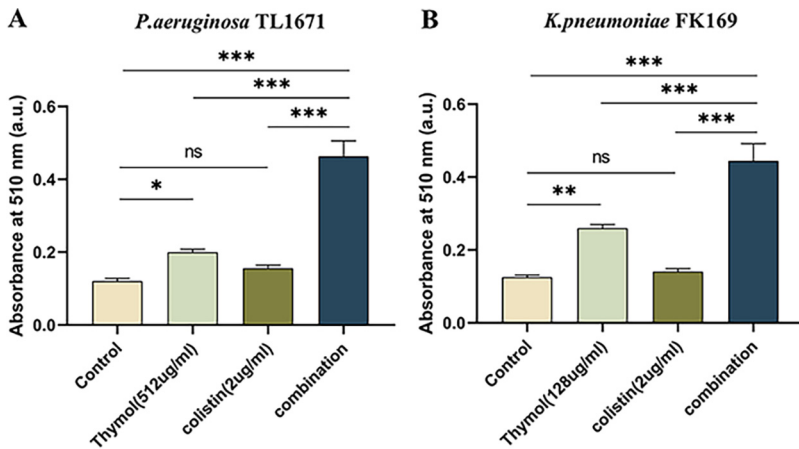 A
P.aeruginosa TL1671
***
***
***
ns
*
Absorbance at 510 nm (a.u.)
0.6
0.4
0.2
0.0
Control
Thymol(512ug/ml)
colistin(2ug/ml)
combination
B
K.pneumoniae FK169
***
***
***
ns
**
Absorbance at 510 nm (a.u.)
0.6
0.4
0.2
0.0
Control
Thymol(128ug/ml)
colistin(2ug/ml)
combination